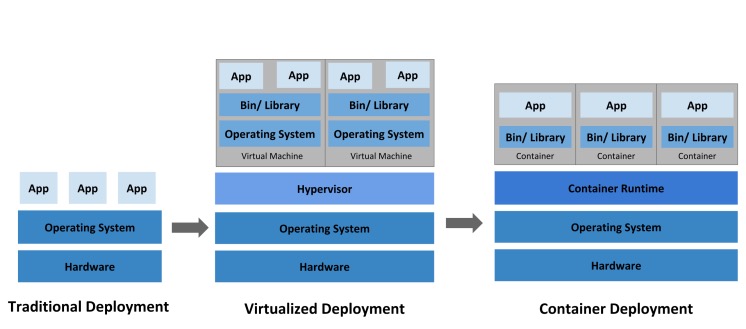 App App App
Operating System
Hardware
Traditional Deployment
App App App App
Bin/ Library Bin/ Library
Operating System Operating System
Virtual Machine Virtual Machine
Hypervisor
Operating System
Hardware
Virtualized Deployment
App App App
Bin/ Library Bin/ Library Bin/ Library
Container Container Container
Container Runtime
Operating System
Hardware
Container Deployment